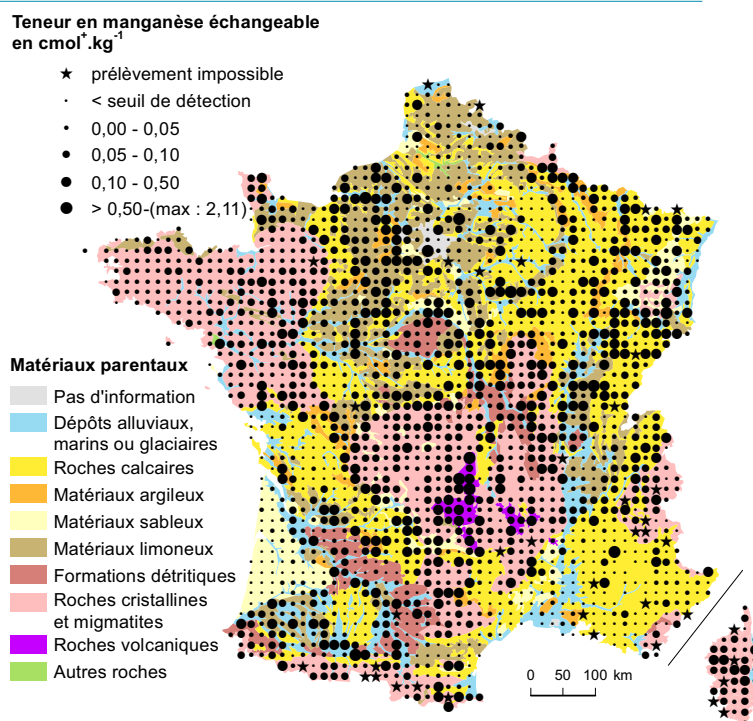 Teneur en manganèse échangeable
en cmol⁺.kg⁻¹
prélèvement impossible
< seuil de détection
0,00 - 0,05
0,05 - 0,10
0,10 - 0,50
> 0,50-(max : 2,11)
Matériaux parentaux
Pas d'information
Dépôts alluviaux,
marins ou glaciaires
Roches calcaires
Matériaux argileux
Matériaux sableux
Matériaux limoneux
Formations détritiques
Roches cristallines
et migmatites
Roches volcaniques
Autres roches
0 50 100 km